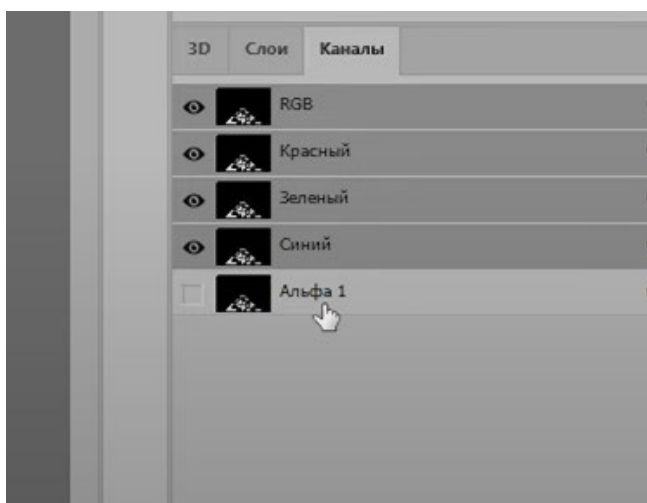 3D Слои Каналы
RGB
Красный
Зеленый
Синий
Альфа 1